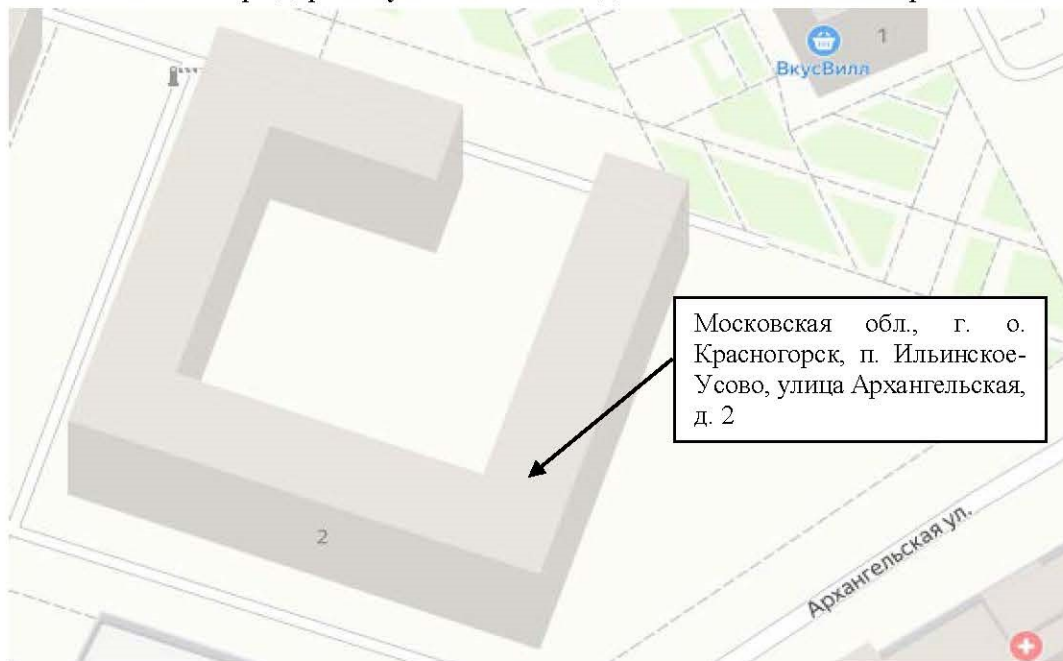 1
ВкусВилл
Московская обл., г. о.
Красногорск, п. Ильинское-
Усово, улица Архангельская,
д. 2
2
Архангельская ул.